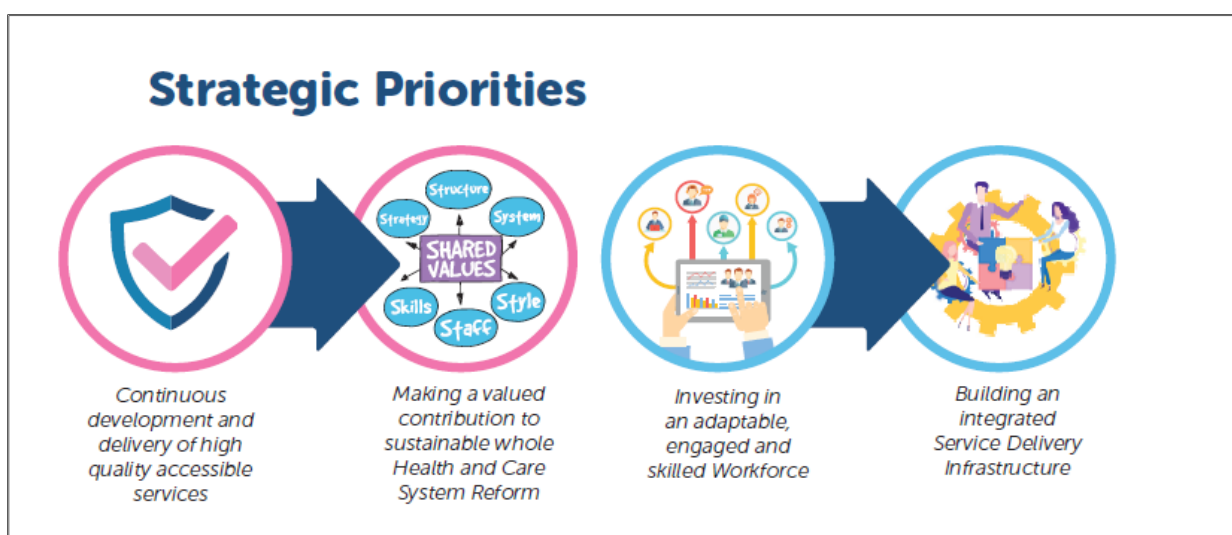 Strategic Priorities
Structure
Strategy
System
SHARED
VALUES
Skills
Style
Staff
Continuous
development and
delivery of high
quality accessible
services
Making a valued
contribution to
sustainable whole
Health and Care
System Reform
Investing in
an adaptable,
engaged and
skilled Workforce
Building an
integrated
Service Delivery
Infrastructure